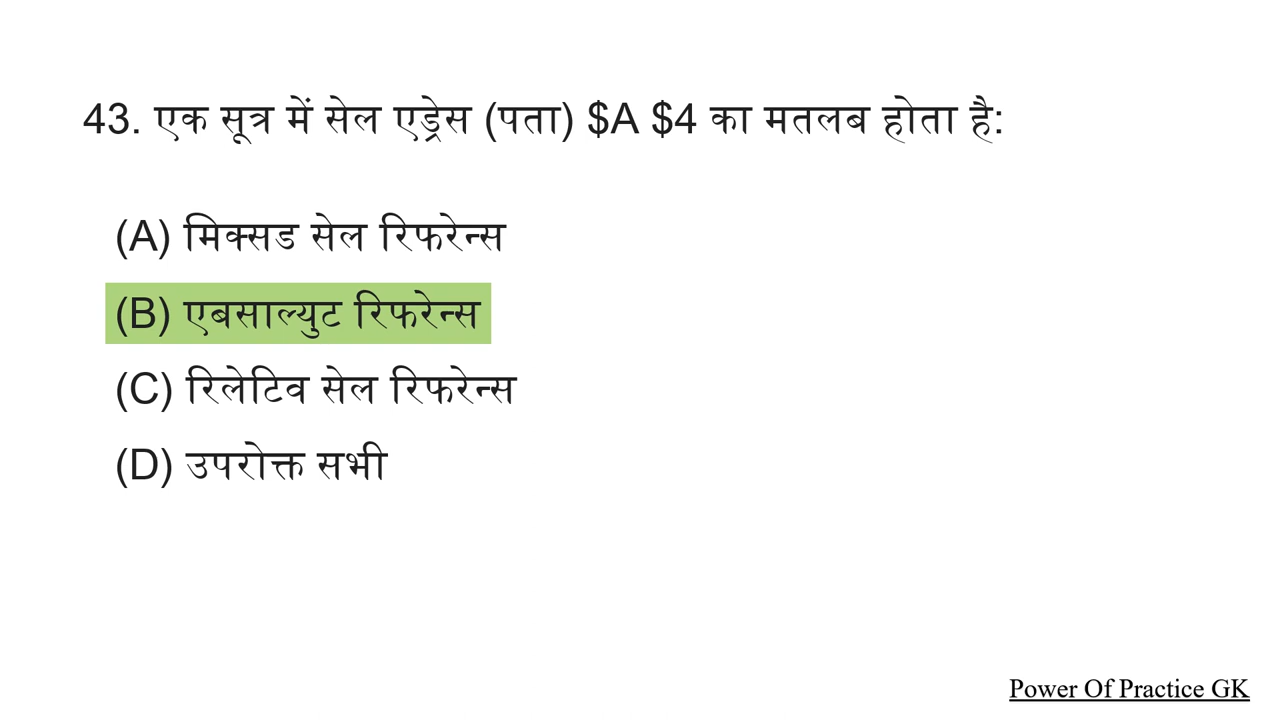 43. एक सूत्र में सेल एड्रेस (पता) $A $4 का मतलब होता है:
(A) मिक्सड सेल रिफरेन्स
(B) एबसाल्युट रिफरेन्स
(C) रिलेटिव सेल रिफरेन्स
(D) उपरोक्त सभी
Power Of Practice GK